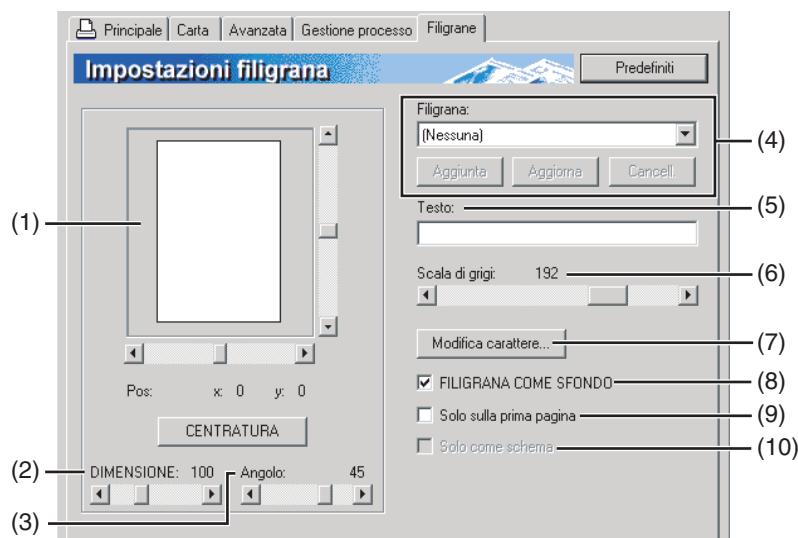 Principale Carta Avanzata Gestione processo Filigrane
Impostazioni filigrana
Predefiniti
Filigrana:
(Nessuna)
(4)
Aggiunta Aggiorna Cancell.
Testo:
(5)
(1)
Scala di grigi: 192
(6)
Modifica carattere...
(7)
Pos: x: 0 y: 0
FILIGRANA COME SFONDO
(8)
CENTRATURA
Solo sulla prima pagina
(9)
Solo come schema
(10)
(2)
DIMENSIONE: 100 Angolo: 45
(3)